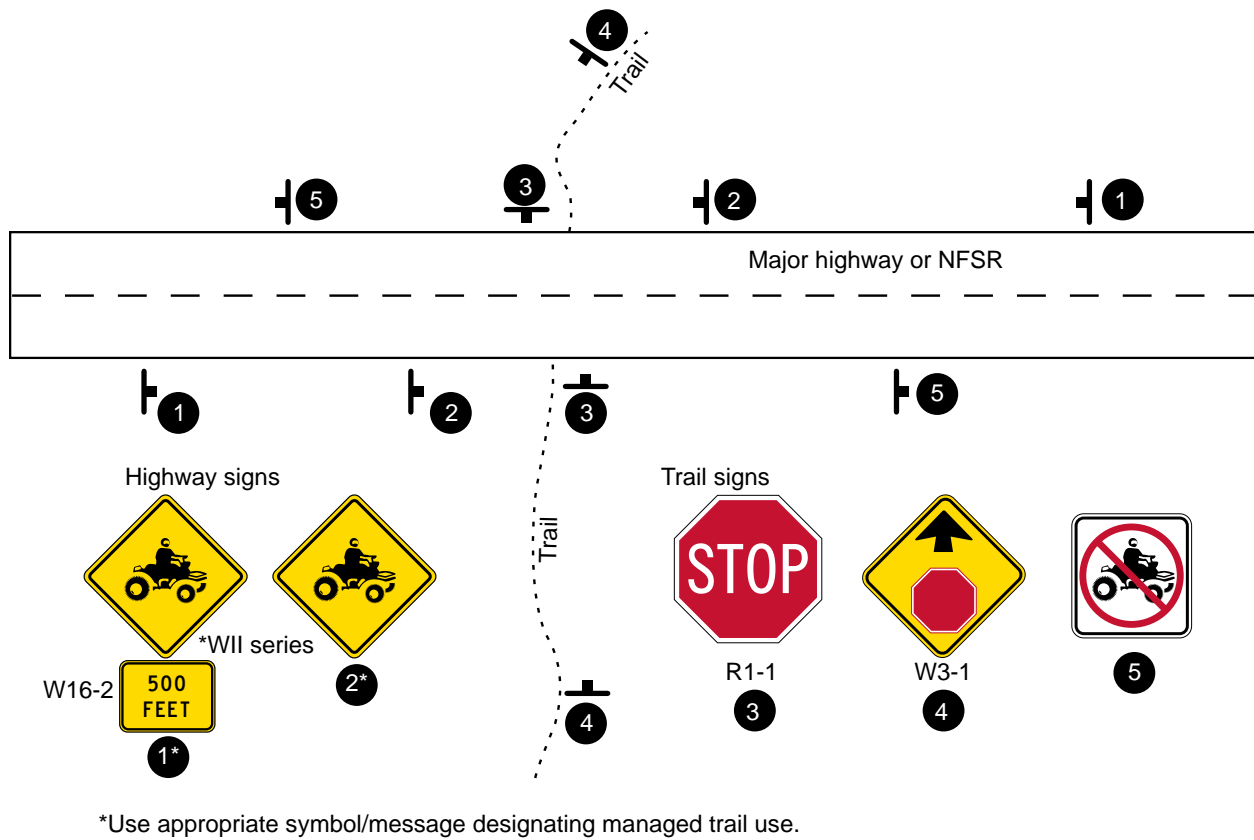 4
Trail
5
3
2
1
Major highway or NFSR
1
2
3
5
Highway signs
Trail signs
Trail
STOP
*WII series
W16-2
500
FEET
2*
R1-1
W3-1
5
3
4
4
1*
*Use appropriate symbol/message designating managed trail use.